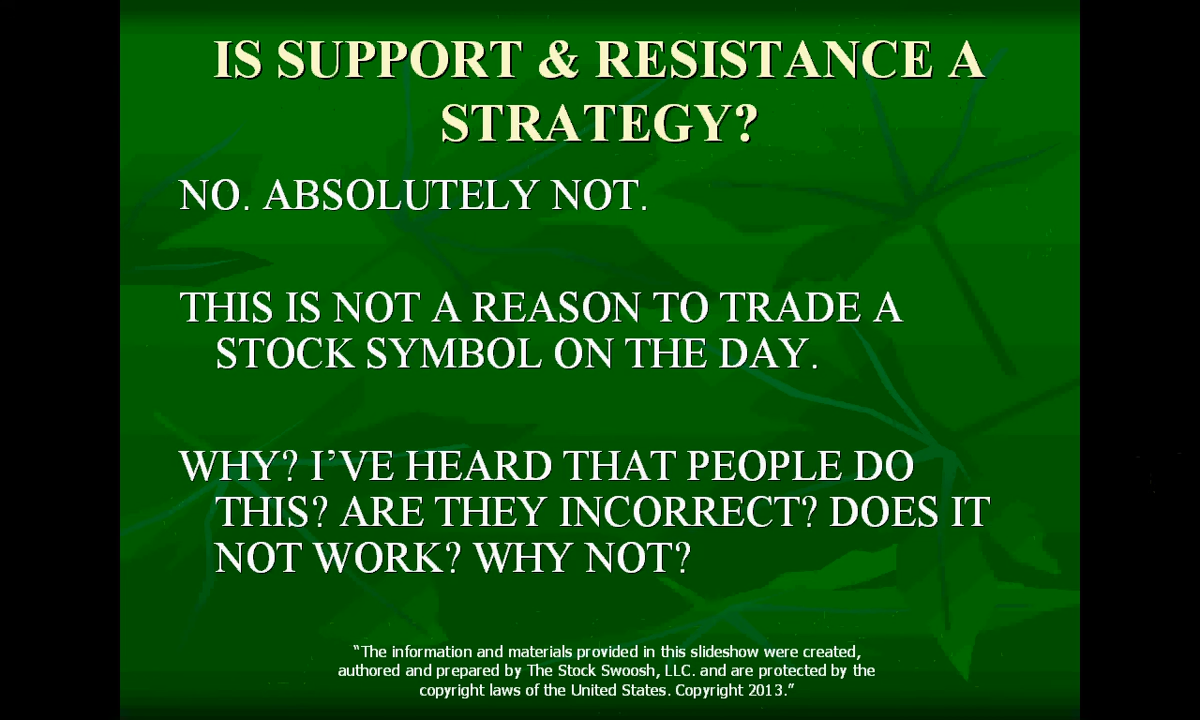 IS SUPPORT & RESISTANCE A
STRATEGY?
NO. ABSOLUTELY NOT.
THIS IS NOT A REASON TO TRADE A
STOCK SYMBOL ON THE DAY.
WHY? I’VE HEARD THAT PEOPLE DO
THIS? ARE THEY INCORRECT? DOES IT
NOT WORK? WHY NOT?
“The information and materials provided in this slideshow were created,
authored and prepared by The Stock Swoosh, LLC. and are protected by the
copyright laws of the United States. Copyright 2013.”